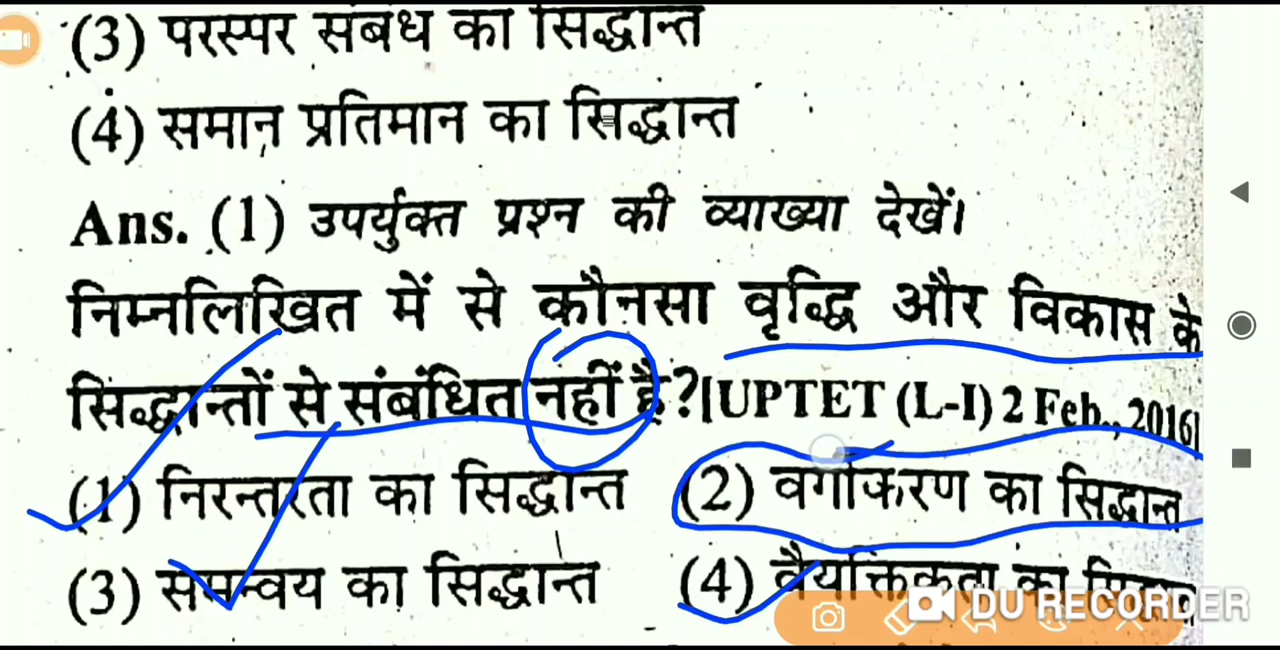 (3) परस्पर संबंध का सिद्धान्त
(4) समान प्रतिमान का सिद्धान्त
Ans. (1) उपर्युक्त प्रश्न की व्याख्या देखें।
निम्नलिखित में से कौनसा वृद्धि और विकास के
सिद्धान्तों से संबंधित नहीं है?|UPTET (L-I) 2 Feb., 2016|
(1) निरन्तरता का सिद्धान्त (2) वर्गीकरण का सिद्धान्त
(3) समन्वय का सिद्धान्त (4) वैयक्तिकता का
DU RECORDER